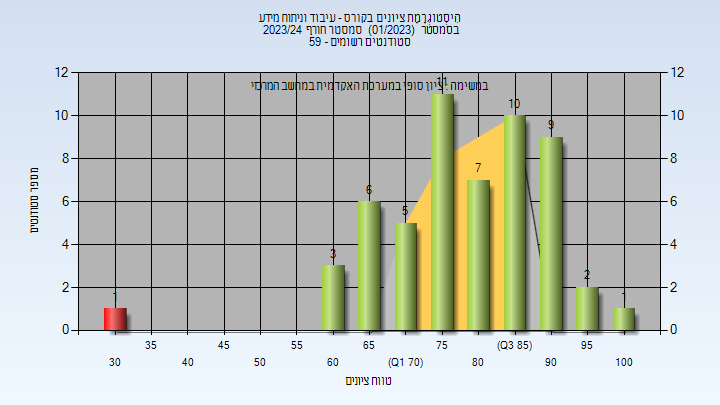 היסטוגרמת ציונים בקורס - עיבוד וניתוח מידע
בסמסטר (01/2023) סמסטר חורף 2023/24
סטודנטים רשומים - 59
במשימה: ציון סופי במערכת האקדמית במחשב המרכזי
מספר סטודנטים
12 12
10 10
8 8
6 6
4 4
2 2
0 0
1 3 6 5 11 7 10 9 2 1
35 45 55 65 75 (Q3 85) 95
30 40 50 60 (Q1 70) 80 90 100
טווח ציונים